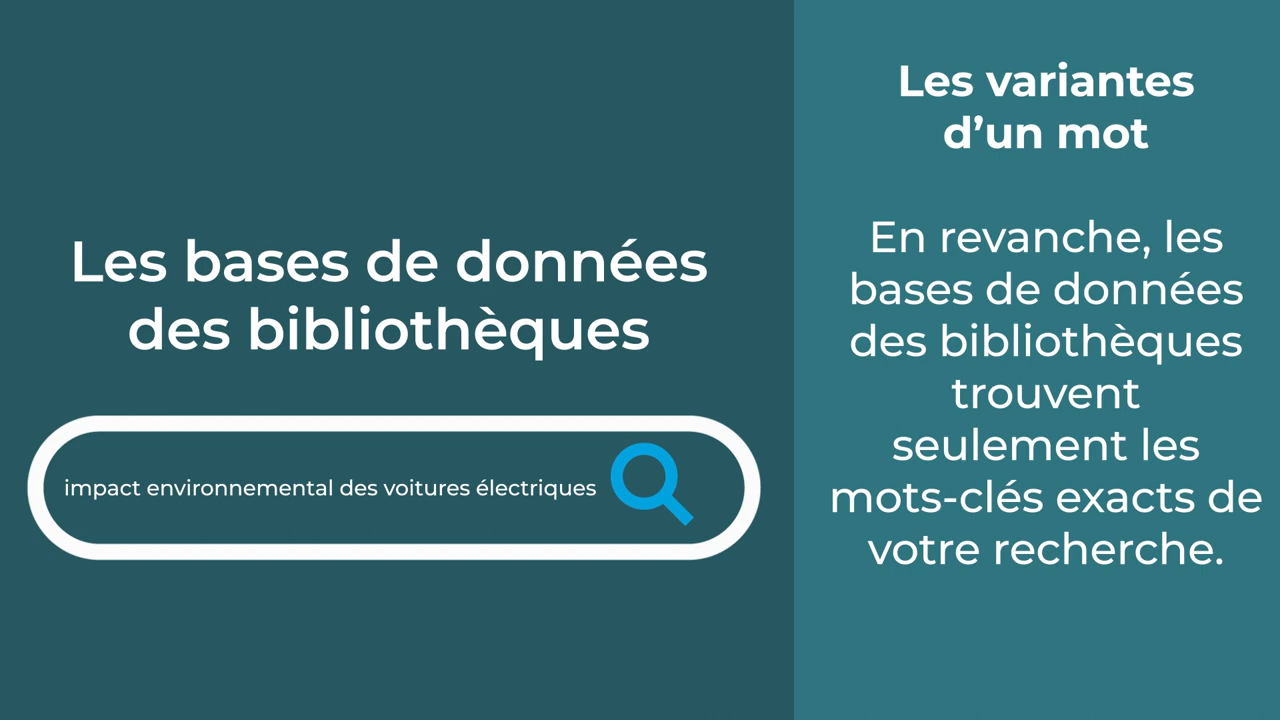 Les bases de données
des bibliothèques
impact environnemental des voitures électriques
Les variantes
d’un mot
En revanche, les
bases de données
des bibliothèques
trouvent
seulement les
mots-clés exacts de
votre recherche.